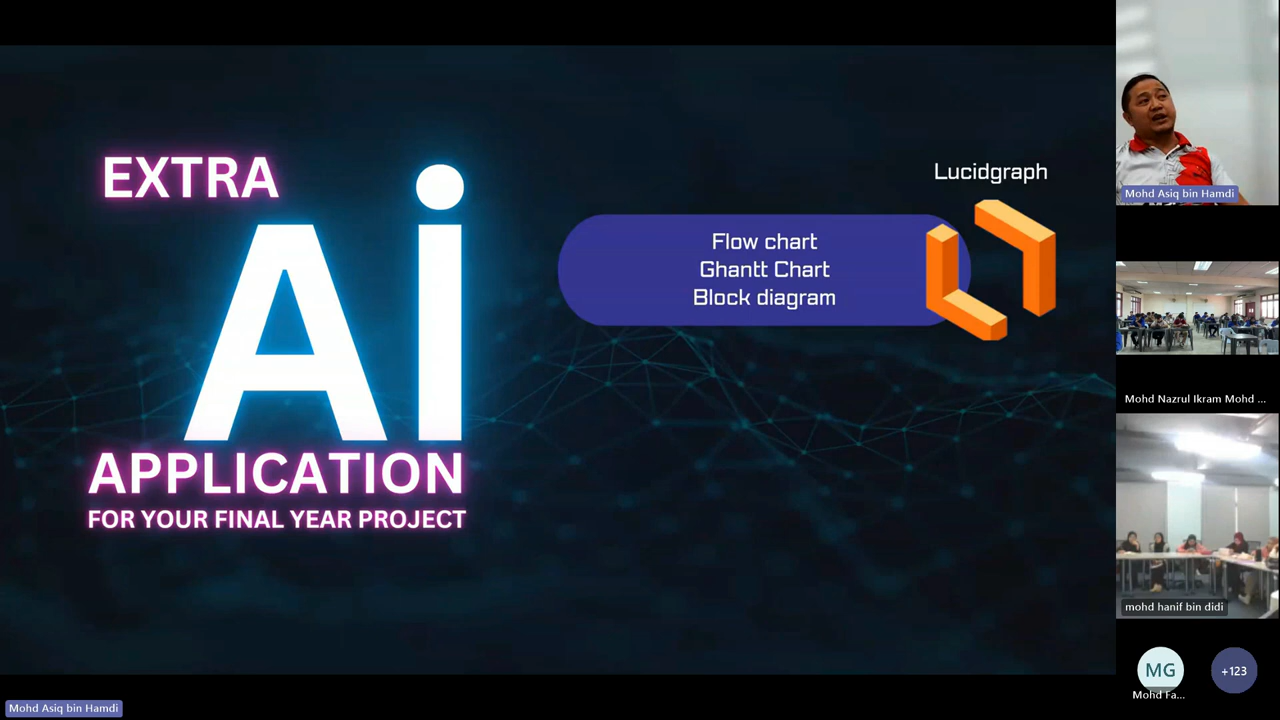 EXTRA
Ai
APPLICATION
FOR YOUR FINAL YEAR PROJECT
Lucidgraph
Flow chart
Ghantt Chart
Block diagram
Mohd Asiq bin Hamdi
Mohd Nazrul Ikram Mohd ...
mohd hanif bin didi
MG
Mohd Fa...
+123
Mohd Asiq bin Hamdi